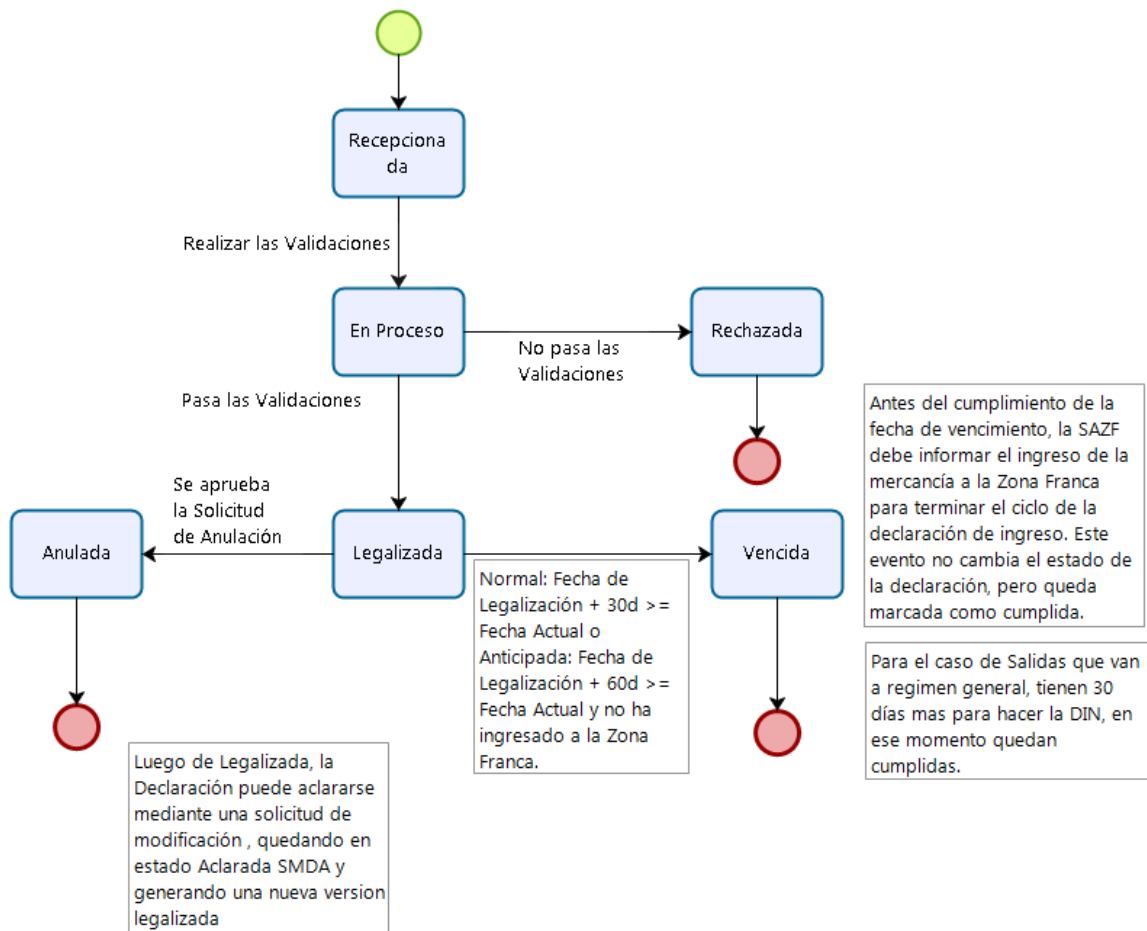 Recepciona
da
Realizar las Validaciones
En Proceso
No pasa las
Validaciones
Rechazada
Pasa las Validaciones
Antes del cumplimiento de la
fecha de vencimiento, la SAZF
debe informar el ingreso de la
mercancía a la Zona Franca
para terminar el ciclo de la
declaración de ingreso. Este
evento no cambia el estado de
la declaración, pero queda
marcada como cumplida.
Se aprueba
la Solicitud
de Anulación
Anulada
Legalizada
Vencida
Normal: Fecha de
Legalización + 30d >=
Fecha Actual o
Anticipada: Fecha de
Legalización + 60d >=
Fecha Actual y no ha
ingresado a la Zona
Franca.
Para el caso de Salidas que van
a regimen general, tienen 30
días mas para hacer la DIN, en
ese momento quedan
cumplidas.
Luego de Legalizada, la
Declaración puede aclararse
mediante una solicitud de
modificación , quedando en
estado Aclarada SMDA y
generando una nueva version
legalizada